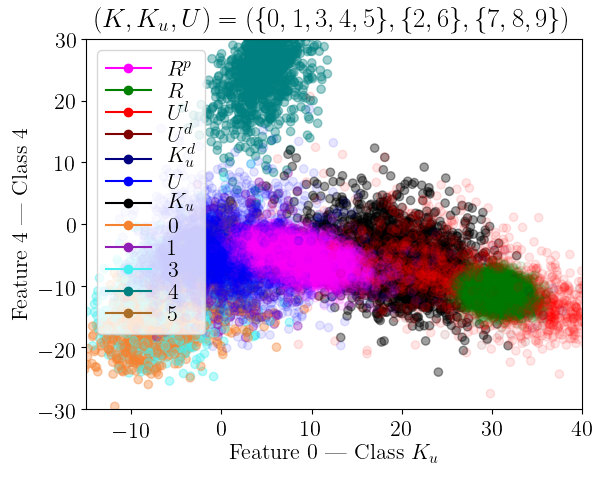 (K, K_u, U) = ({0, 1, 3, 4, 5}, {2, 6}, {7, 8, 9})
R^p
R
U^l
U^d
K_u^d
U
K_u
0
1
3
4
5
Feature 4 — Class 4
30
20
10
0
−10
−20
−30
−10
0
10
20
30
40
Feature 0 — Class K_u